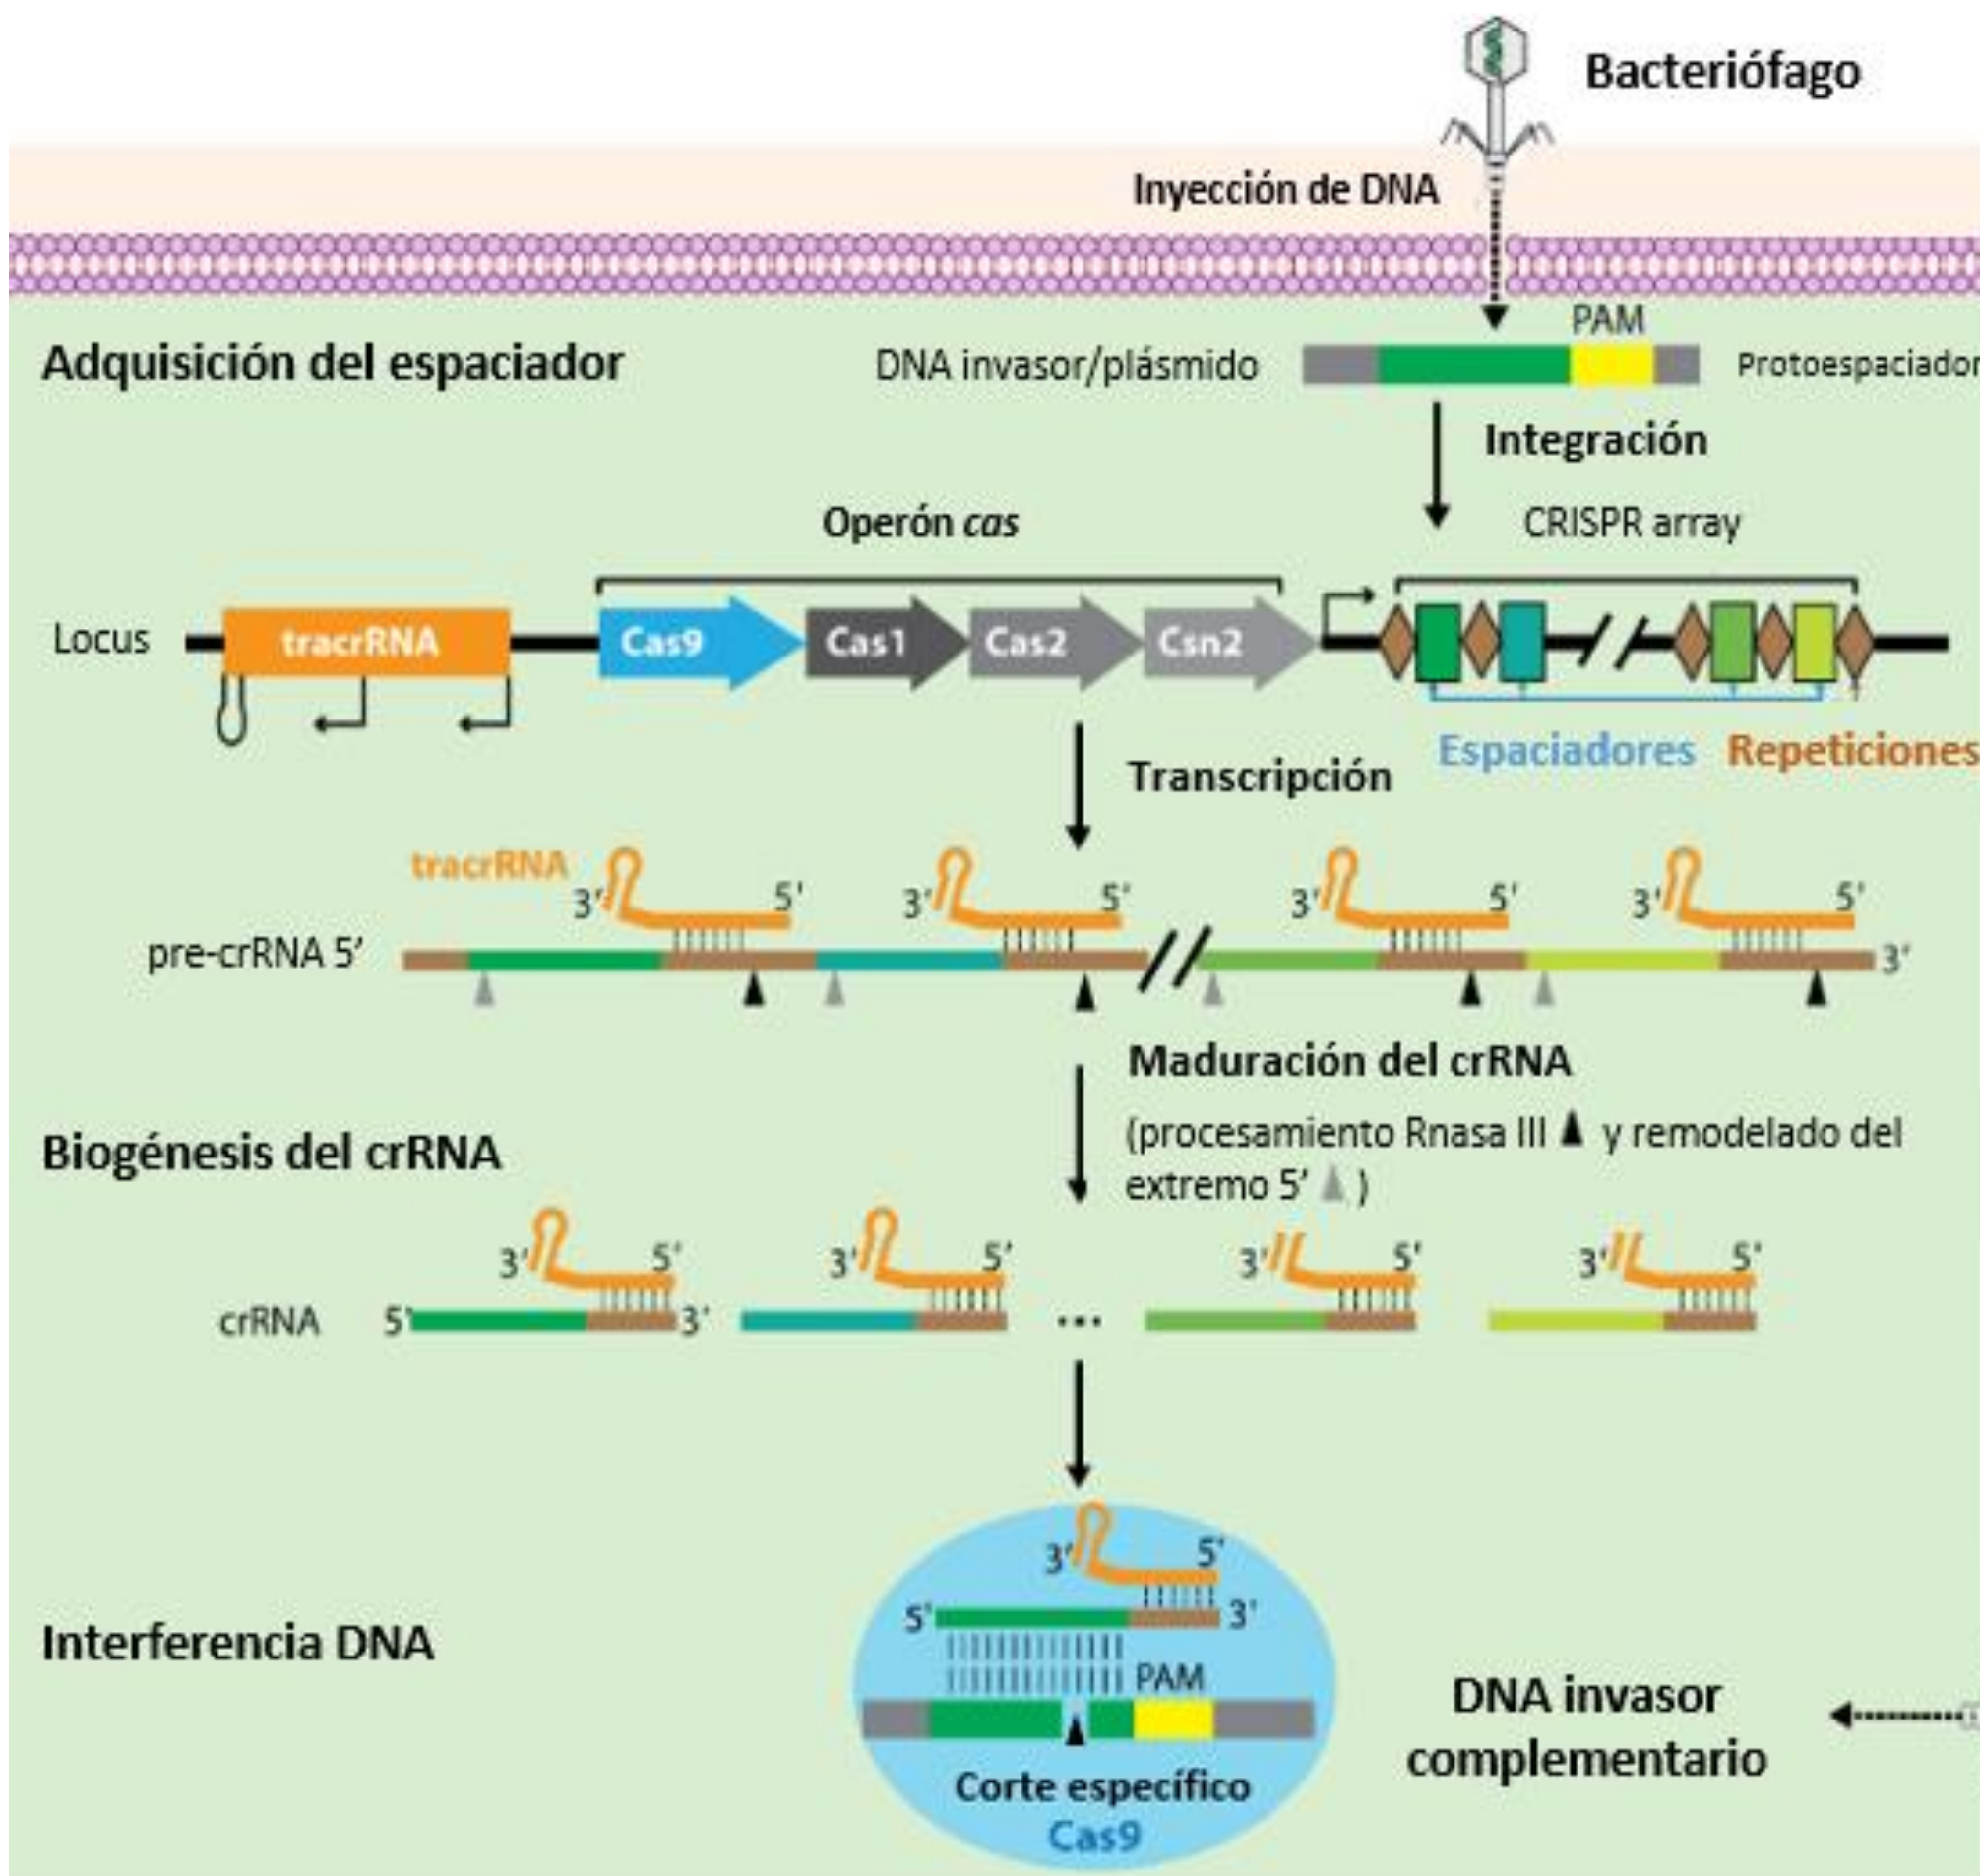 Bacteriófago
Inyección de DNA
PAM
Adquisición del espaciador
DNA invasor/plásmido
Protoespaciador
Integración
Operón cas
CRISPR array
Locus
tracrRNA
Cas9
Cas1
Cas2
Csn2
Espaciadores
Repeticiones
Transcripción
tracrRNA
3' 5' 3' 5' 3' 5' 3' 5'
pre-crRNA 5’ 3'
Maduración del crRNA
(procesamiento Rnasa III y remodelado del
extremo 5’ )
Biogénesis del crRNA
3' 5' 3' 5' 3' 5' 3' 5'
crRNA 5' 3' ...
3' 5'
5' 3'
Interferencia DNA
PAM
DNA invasor
complementario
Corte específico
Cas9